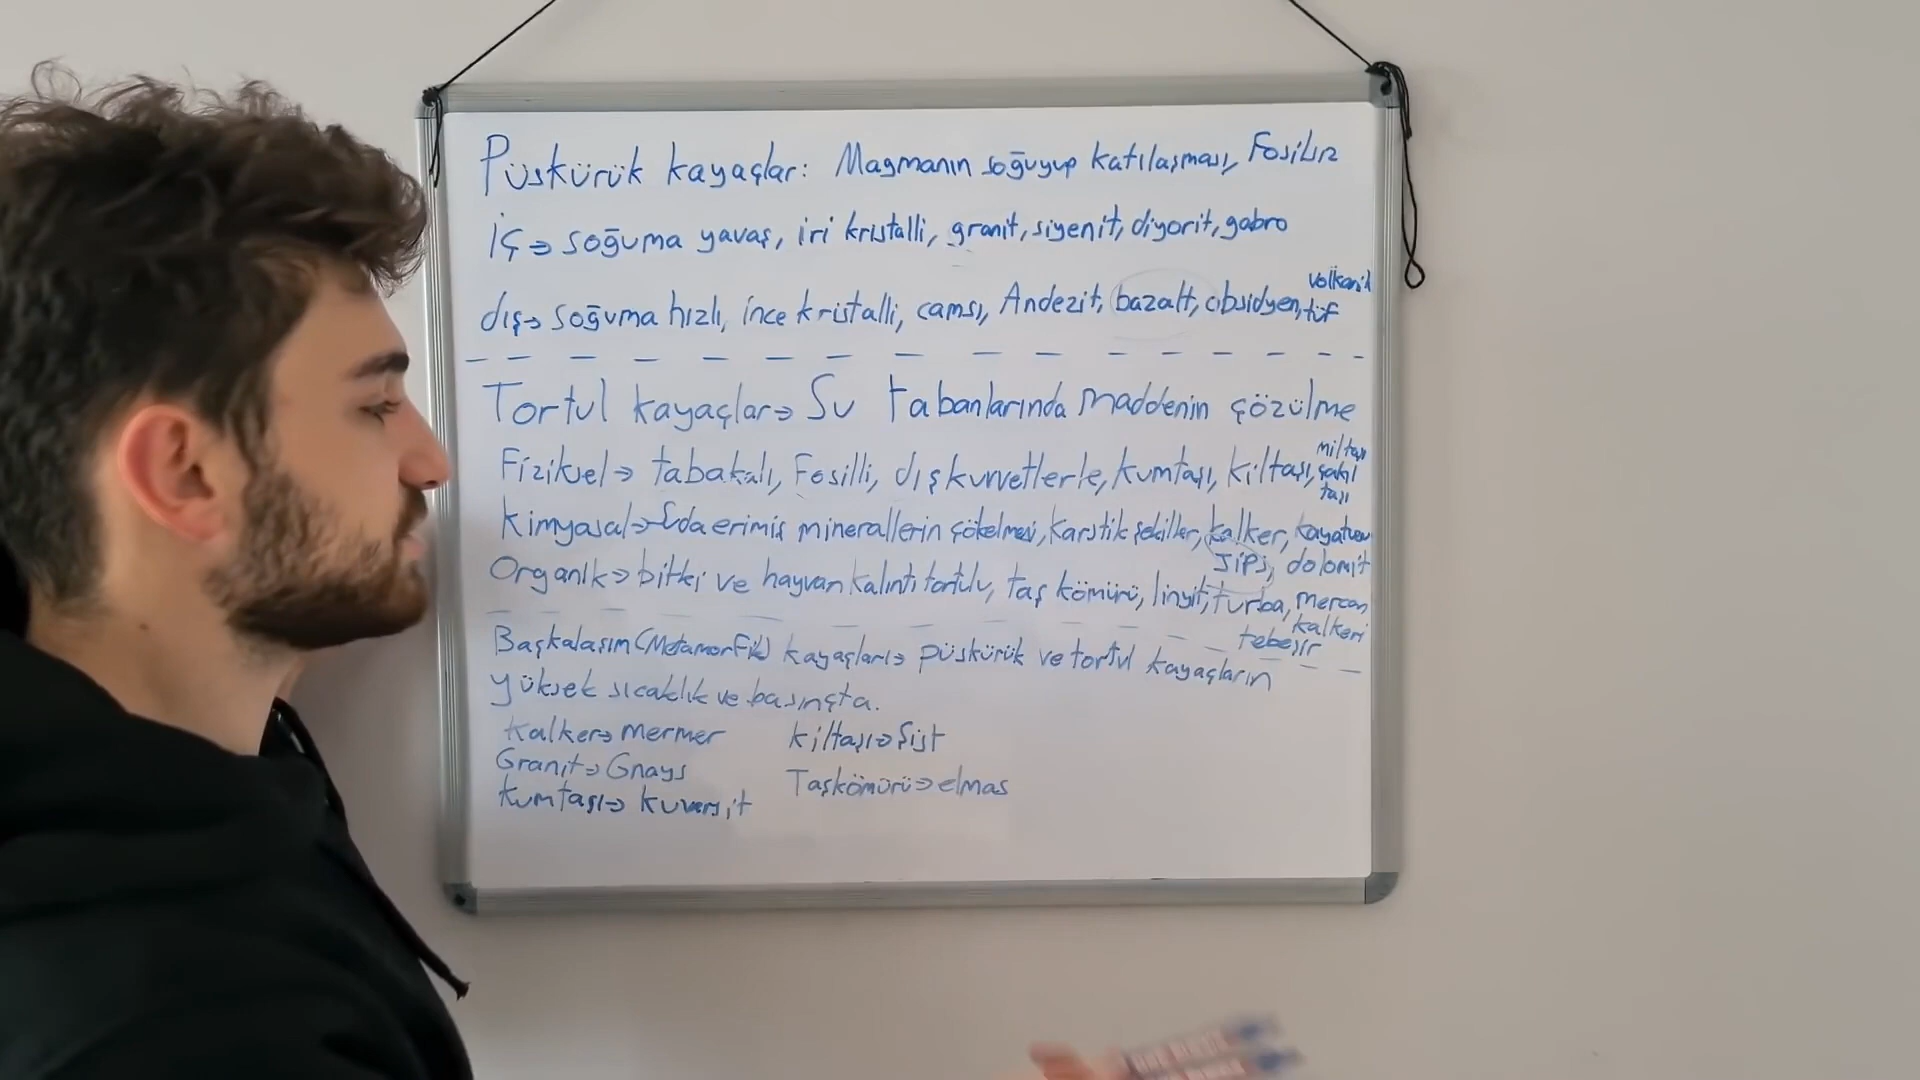 Püskürük kayaçlar: Magmanın soğuyup katılaşması, Fosilsiz
İç→ soğuma yavaş, iri kristalli, granit, siyenit, diyorit, gabro
dış→ soğuma hızlı, ince kristalli, camsı, Andezit, bazalt, obsidyen, volkanik tüf
Tortul kayaçlar→ Su tabanlarında maddenin çözülme
Fiziksel→ tabakalı, Fosilli, dış kuvvetlerle, kumtaşı, kiltaşı, miltaşı çakıl taşı
Kimyasal→ Suda erimiş minerallerin çökelmesi, karstik şekiller, kalker, kayatuzu
jips, dolomit
Organik→ bitki ve hayvan kalıntı tortulu, taş kömürü, linyit, turba, mercan kalkeri
tebeşir
Başkalaşım (Metamorfik) kayaçları→ püskürük ve tortul kayaçların
yüksek sıcaklık ve basınçta.
Kalker→ mermer kiltaşı→ şist
Granit→ Gnays Taşkömürü→ elmas
kumtaşı→ kuvarsit